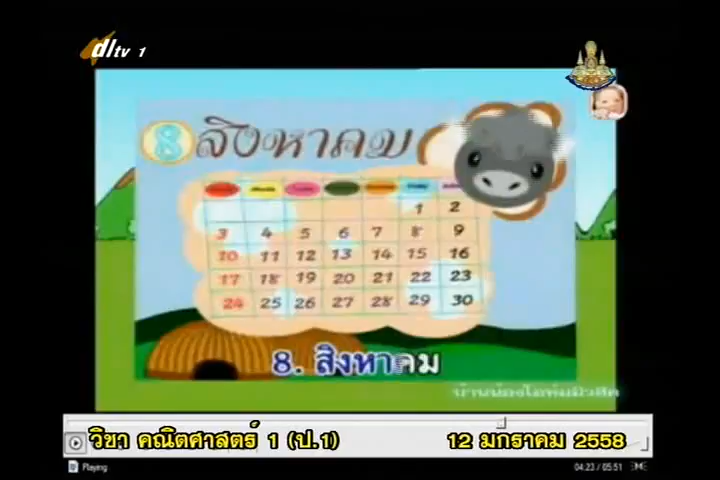 dltv 1
8 สิงหาคม
1 2
3 4 5 6 7 8 9
10 11 12 13 14 15 16
17 18 19 20 21 22 23
24 25 26 27 28 29 30
8. สิงหาคม
วิชา คณิตศาสตร์ 1 (ป.1) 12 มกราคม 2558
Playing 04:23 / 05:51